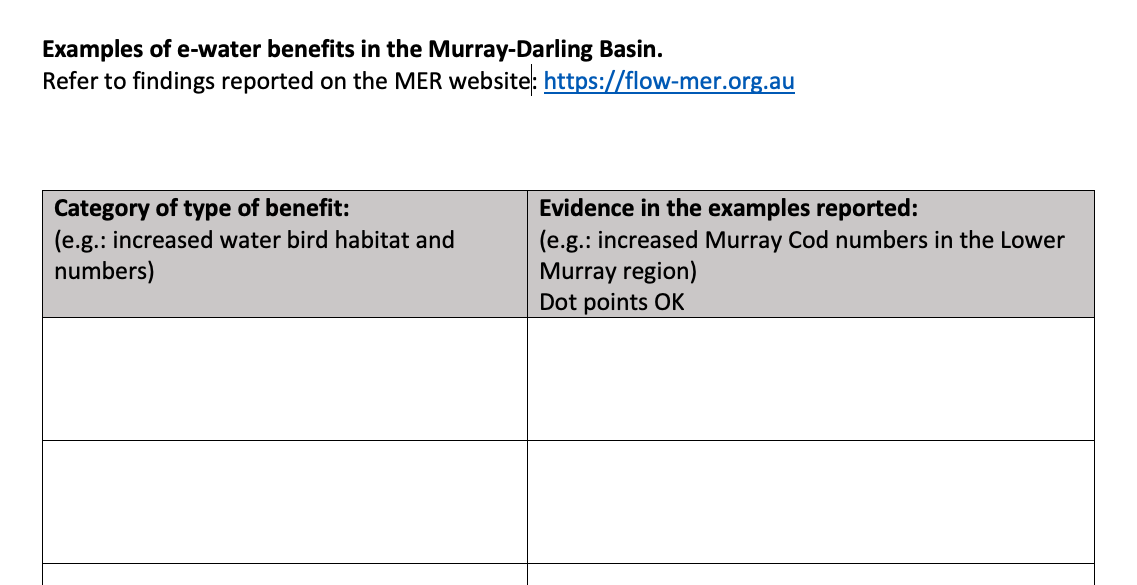 Examples of e-water benefits in the Murray-Darling Basin.
Refer to findings reported on the MER website: https://flow-mer.org.au
Category of type of benefit:
(e.g.: increased water bird habitat and
numbers)
Evidence in the examples reported:
(e.g.: increased Murray Cod numbers in the Lower
Murray region)
Dot points OK